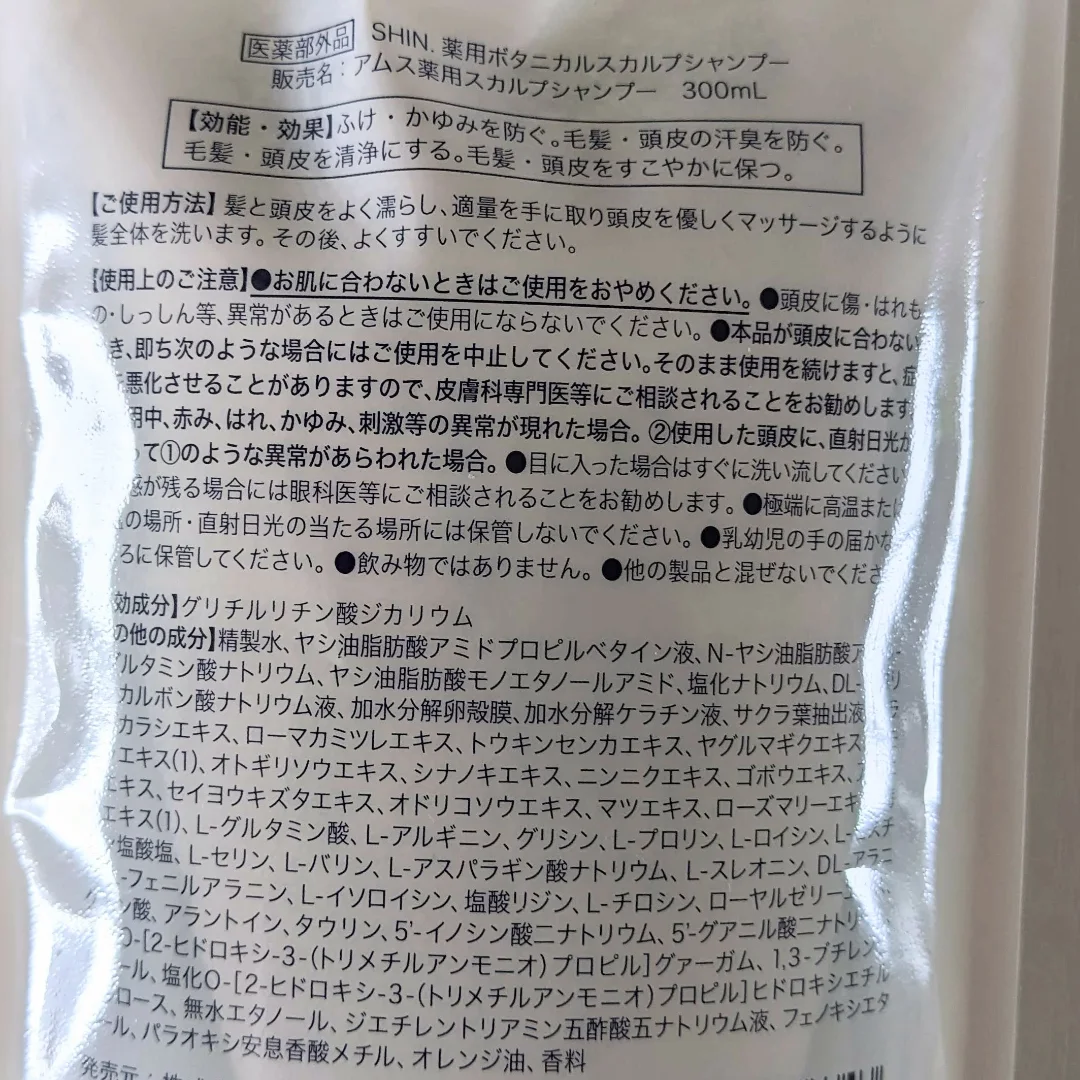 医薬部外品 SHIN. 薬用ボタニカルスカルプシャンプー
販売名：アムス薬用スカルプシャンプー 300mL
【効能・効果】ふけ・かゆみを防ぐ。毛髪・頭皮の汗臭を防ぐ。
毛髪・頭皮を清浄にする。毛髪・頭皮をすこやかに保つ。
【ご使用方法】髪と頭皮をよく濡らし、適量を手に取り頭皮を優しくマッサージするように
髪全体を洗います。その後、よくすすいでください。
【使用上のご注意】●お肌に合わないときはご使用をおやめください。●頭皮に傷・はれも
の・しっしん等、異常があるときはご使用にならないでください。●本品が頭皮に合わない
き、即ち次のような場合にはご使用を中止してください。そのまま使用を続けますと、症
悪化させることがありますので、皮膚科専門医等にご相談されることをお勧めします
用中、赤み、はれ、かゆみ、刺激等の異常が現れた場合。②使用した頭皮に、直射日光が
って①のような異常があらわれた場合。●目に入った場合はすぐに洗い流してください
感が残る場合には眼科医等にご相談されることをお勧めします。●極端に高温また
の場所・直射日光の当たる場所には保管しないでください。●乳幼児の手の届かな
ろに保管してください。●飲み物ではありません。●他の製品と混ぜないでくださ
効成分】グリチルリチン酸ジカリウム
の他の成分】精製水、ヤシ油脂肪酸アミドプロピルベタイン液、N-ヤシ油脂肪酸
ルタミン酸ナトリウム、ヤシ油脂肪酸モノエタノールアミド、塩化ナトリウム、DL-
カルボン酸ナトリウム液、加水分解卵殻膜、加水分解ケラチン液、サクラ葉抽出液
カラシエキス、ローマカミツレエキス、トウキンセンカエキス、ヤグルマギクエキス
エキス(1)、オトギリソウエキス、シナノキエキス、ニンニクエキス、ゴボウエキス、
エキス、セイヨウキズタエキス、オドリコソウエキス、マツエキス、ローズマリーエキ
エキス(1)、L-グルタミン酸、L-アルギニン、グリシン、L-プロリン、L-ロイシン、L-ヒスチ
塩酸塩、L-セリン、L-バリン、L-アスパラギン酸ナトリウム、L-スレオニン、DL-アラニ
-フェニルアラニン、L-イソロイシン、塩酸リジン、L-チロシン、ローヤルゼリー
ン酸、アラントイン、タウリン、5'-イノシン酸二ナトリウム、5'-グアニル酸二ナトリ
O-[2-ヒドロキシ-3-(トリメチルアンモニオ)プロピル]グァーガム、1,3-ブチレン
ール、塩化O-[2-ヒドロキシ-3-(トリメチルアンモニオ)プロピル]ヒドロキシエチル
ロース、無水エタノール、ジエチレントリアミン五酢酸五ナトリウム液、フェノキシエタ
ール、パラオキシ安息香酸メチル、オレンジ油、香料
発売元：株